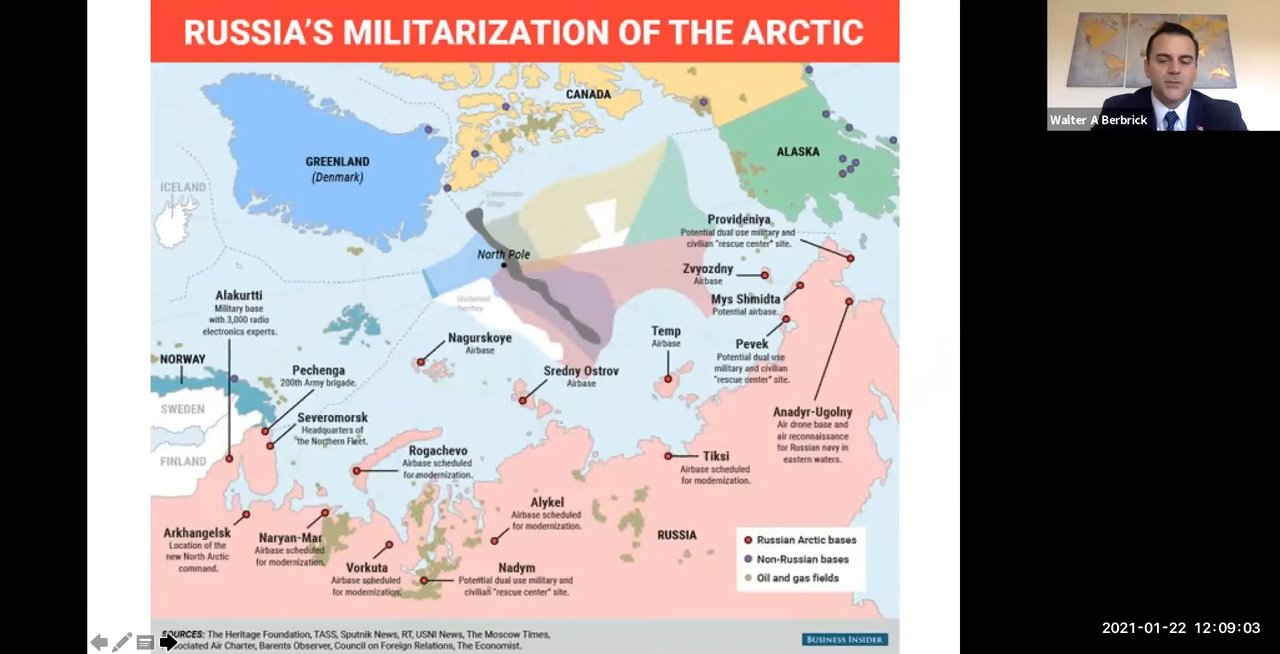 RUSSIA'S MILITARIZATION OF THE ARCTIC
Walter A Berbrick
CANADA
GREENLAND
(Denmark)
ALASKA
ICELAND
North Pole
Provideniya
Potential dual use military and
civilian "rescue center" site.
Zvyozdny
Airbase
Mys Shmidta
Potential airbase.
Alakurtti
Military base
with 3,000 radio
electronics experts.
Territory
Nagurskoye
Airbase
Temp
Airbase
Pevek
Potential dual use
military and civilian
"rescue center" site.
NORWAY
Pechenga
200th Army brigade.
Sredny Ostrov
Airbase
SWEDEN
Severomorsk
Headquarters of
the Northern Fleet.
Anadyr-Ugolny
Air drone base and
air reconnaissance
for Russian navy in
eastern waters.
FINLAND
Rogachevo
Airbase scheduled
for modernization.
Tiksi
Airbase scheduled
for modernization.
Alykel
Airbase scheduled
for modernization.
Arkhangelsk
Location of the
new North Arctic
command.
Naryan-Mar
Airbase scheduled
for modernization.
RUSSIA
Russian Arctic bases
Non-Russian bases
Oil and gas fields
Vorkuta
Airbase scheduled
for modernization.
Nadym
Potential dual use military and
civilian "rescue center" site.
SOURCES: The Heritage Foundation, TASS, Sputnik News, RT, USNI News, The Moscow Times,
ssociated Air Charter, Barents Observer, Council on Foreign Relations, The Economist.
BUSINESS INSIDER
2021-01-22 12:09:03